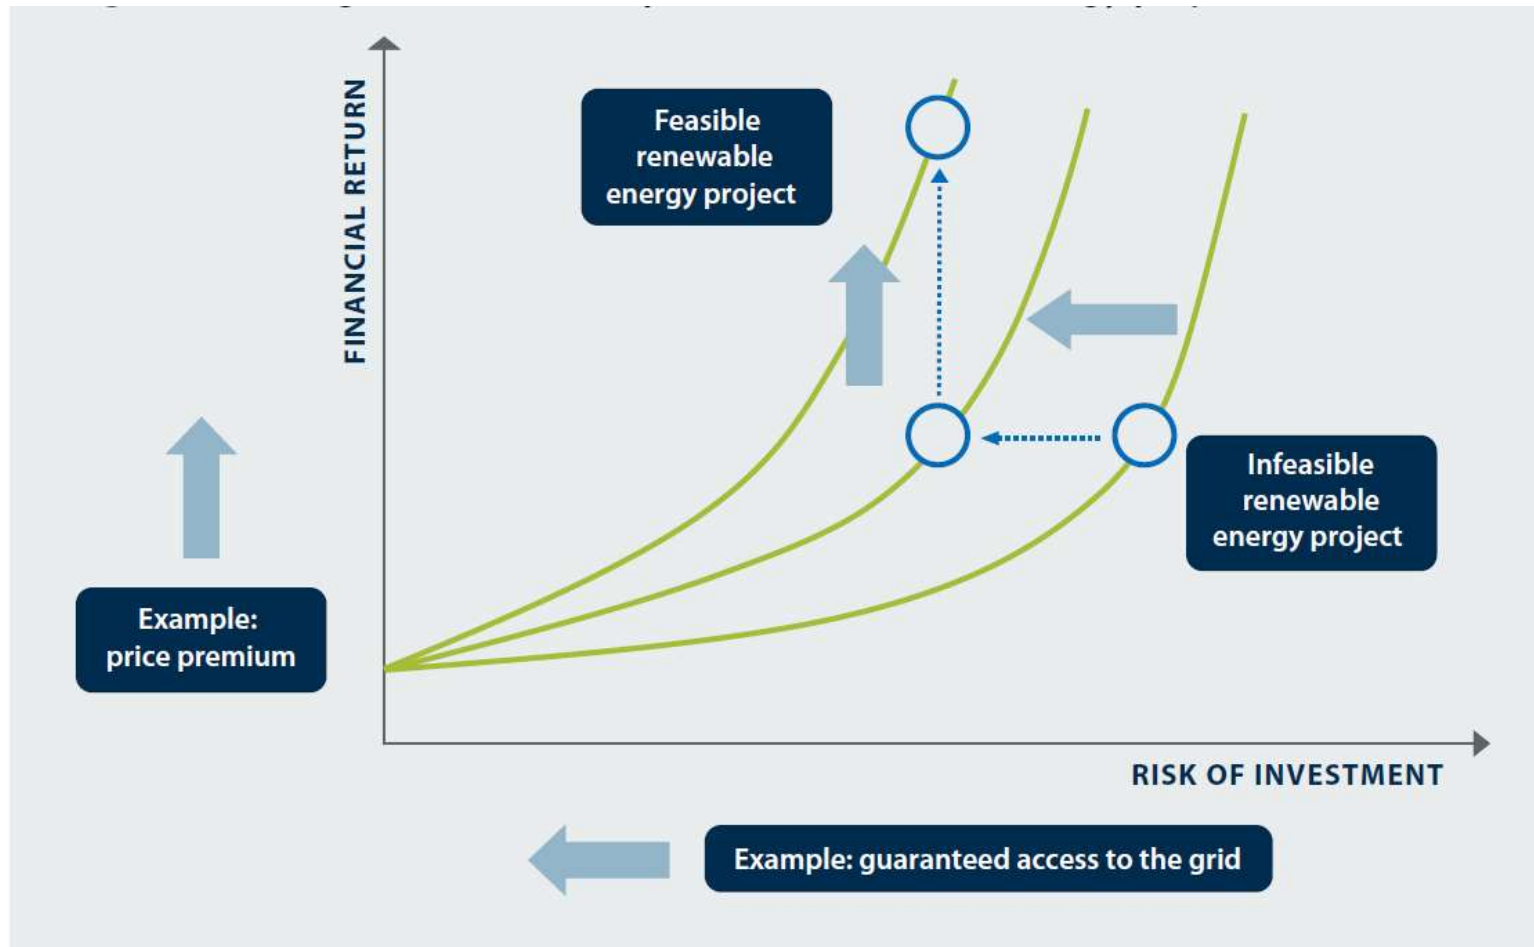 FINANCIAL RETURN
Feasible
renewable
energy project
Infeasible
renewable
energy project
Example:
price premium
RISK OF INVESTMENT
Example: guaranteed access to the grid